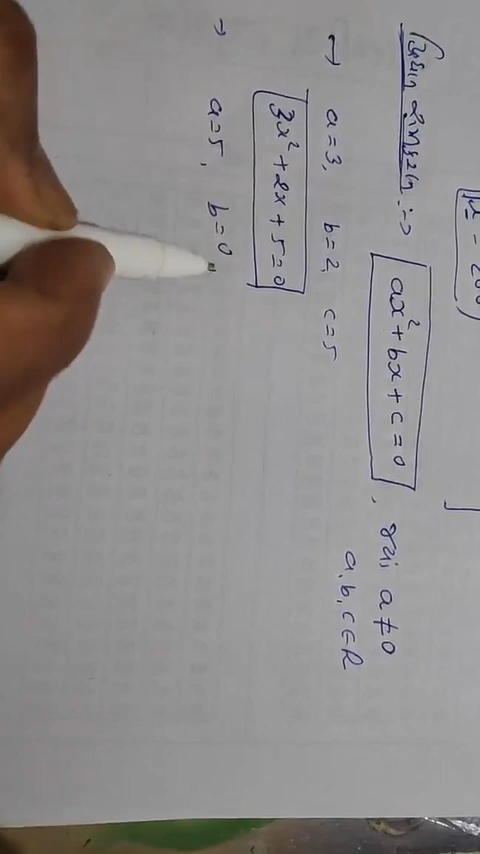 :→ ax² + bx + c = 0 , a ≠ 0
a, b, c ∈ R
→ a = 3, b = 2, c = 5
3x² + 2x + 5 = 0
→ a = 5, b = 0,